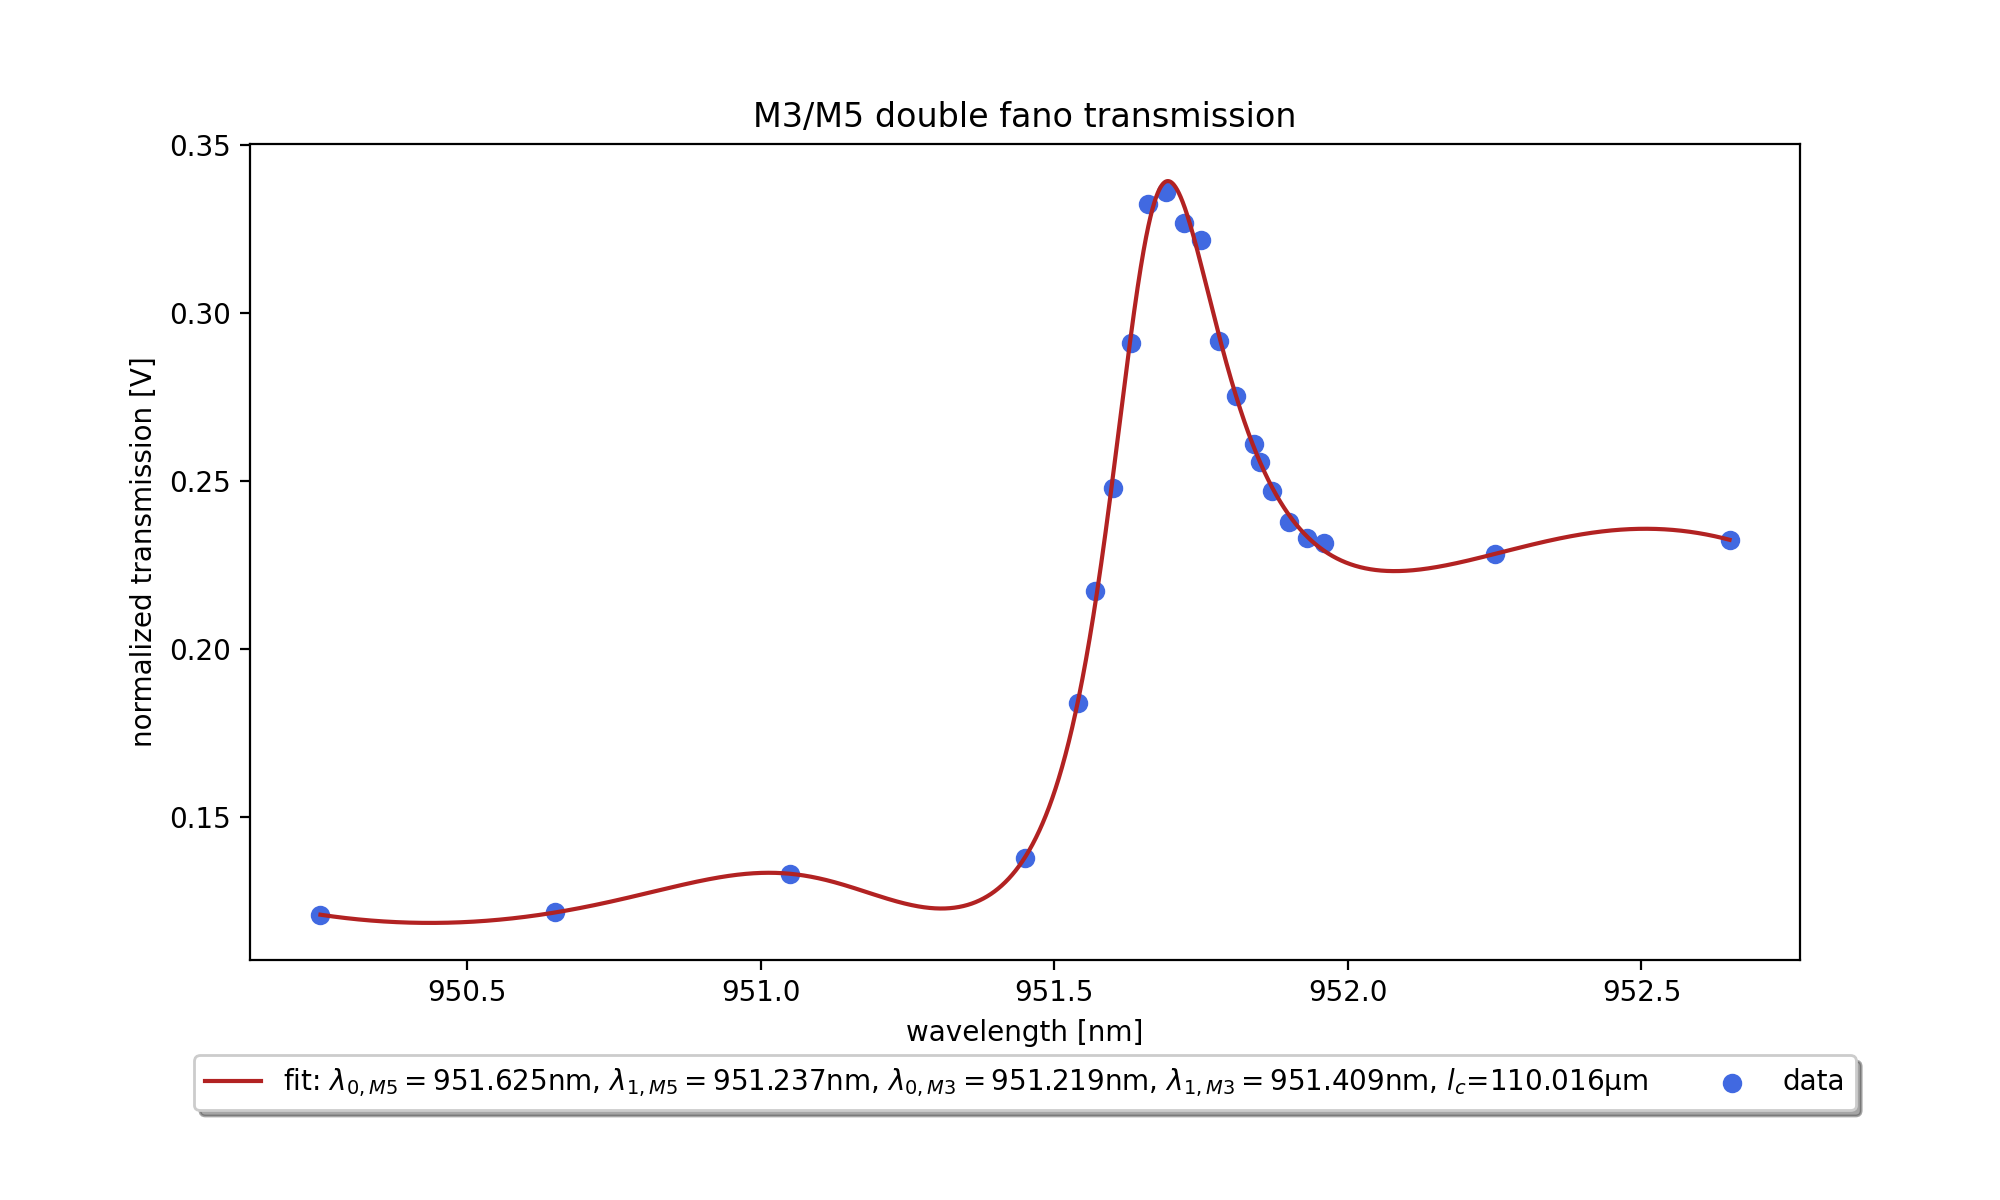 M3/M5 double fano transmission
normalized transmission [V]
0.35
0.30
0.25
0.20
0.15
950.5 951.0 951.5 952.0 952.5
wavelength [nm]
fit: λ₀,M5 = 951.625nm, λ₁,M5 = 951.237nm, λ₀,M3 = 951.219nm, λ₁,M3 = 951.409nm, l_c=110.016μm data